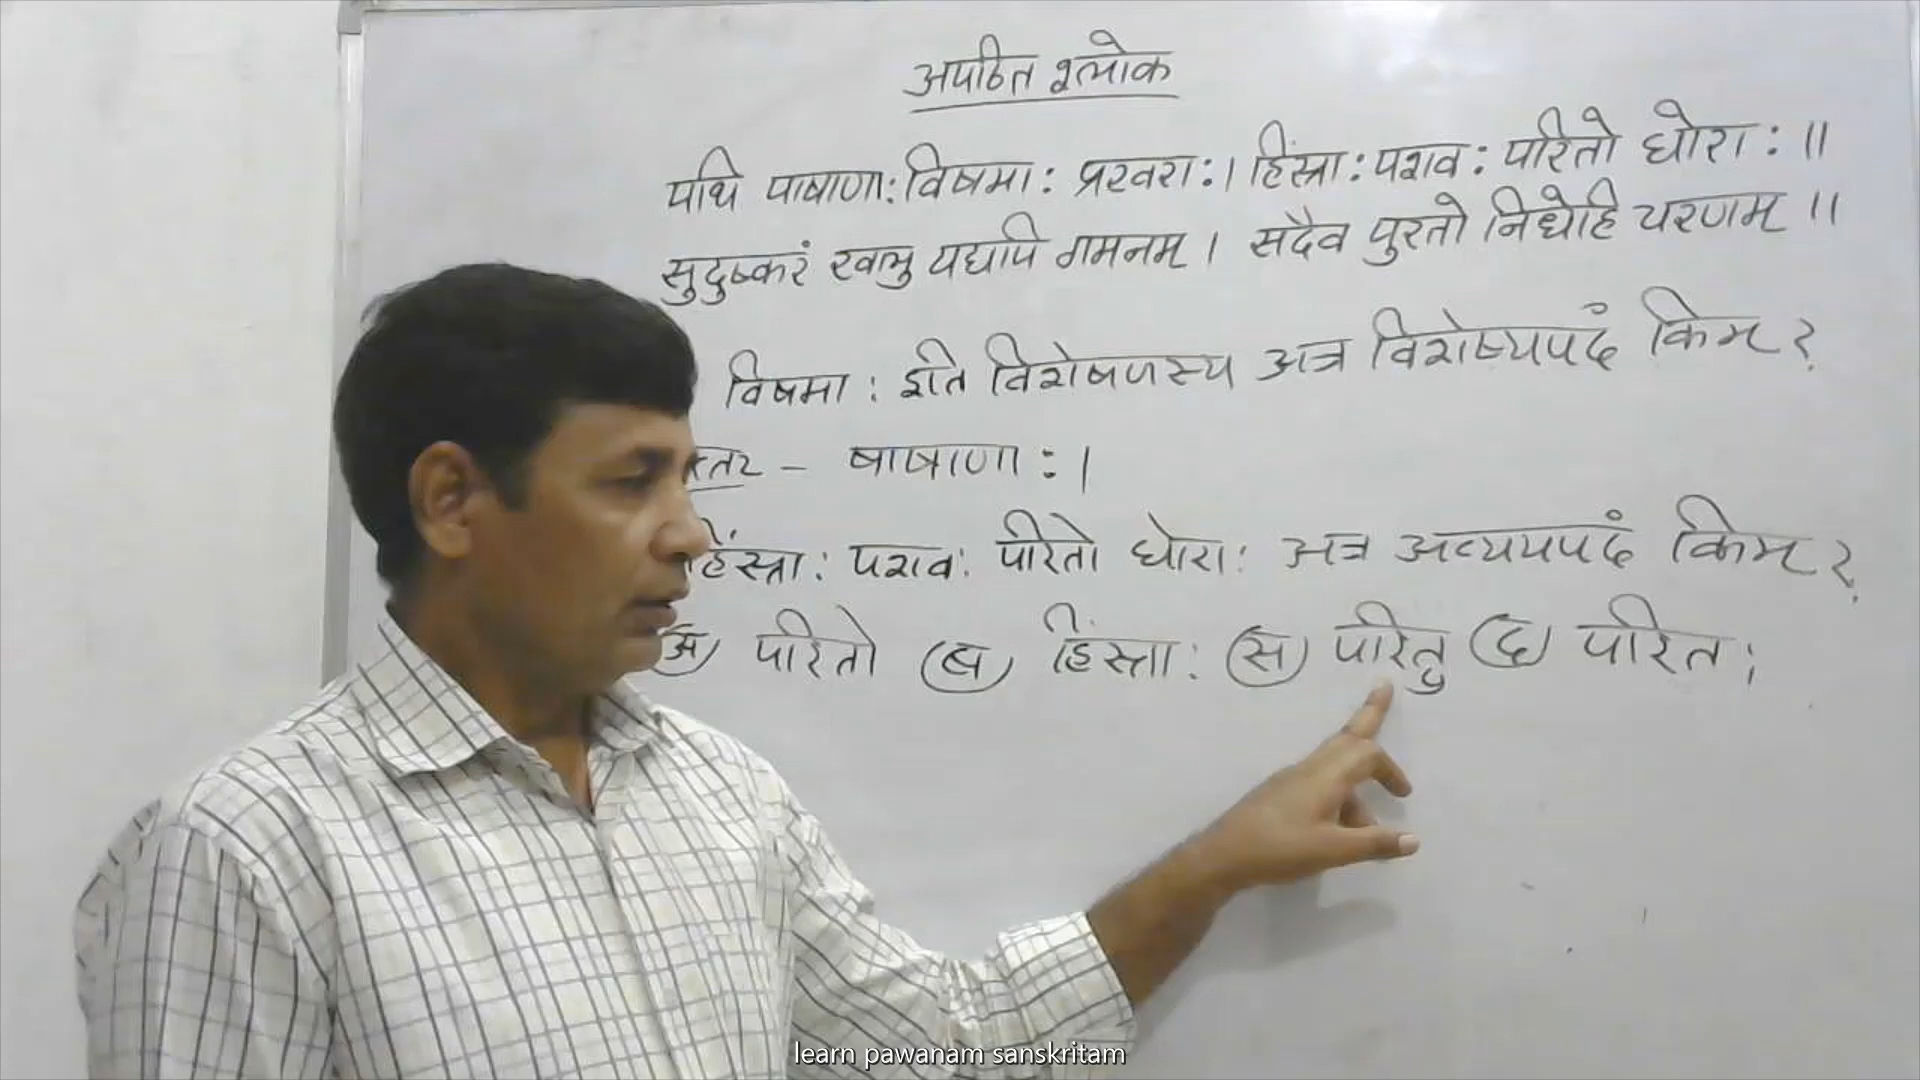 अपठित श्लोक
पथि पाषाणा: विषमा: प्रखरा: । हिंस्रा: पशव: परितो घोरा: ॥
सुदुष्करं खलु यद्यपि गमनम् । सदैव पुरतो निधेहि चरणम् ॥
विषमा: इति विशेषणस्य अत्र विशेष्यपदं किम् ?
त्तर - षाषाणा: ।
हिंस्रा: पशव: परितो घोरा: अत्र अव्ययपदं किम् ?
(अ) परितो (ब) हिंस्रा: (स) परितु (द) परित:
learn pawanam sanskritam